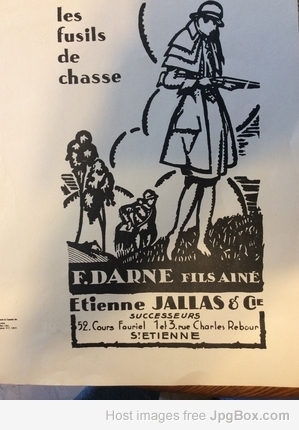 les
fusils
de
chasse
F. DARNE FILS AINÉ
Etienne JALLAS & CIE
SUCCESSEURS
52. Cours Fauriel 1 et 3. rue Charles Rebour
ST ETIENNE
Host images free JpgBox.com